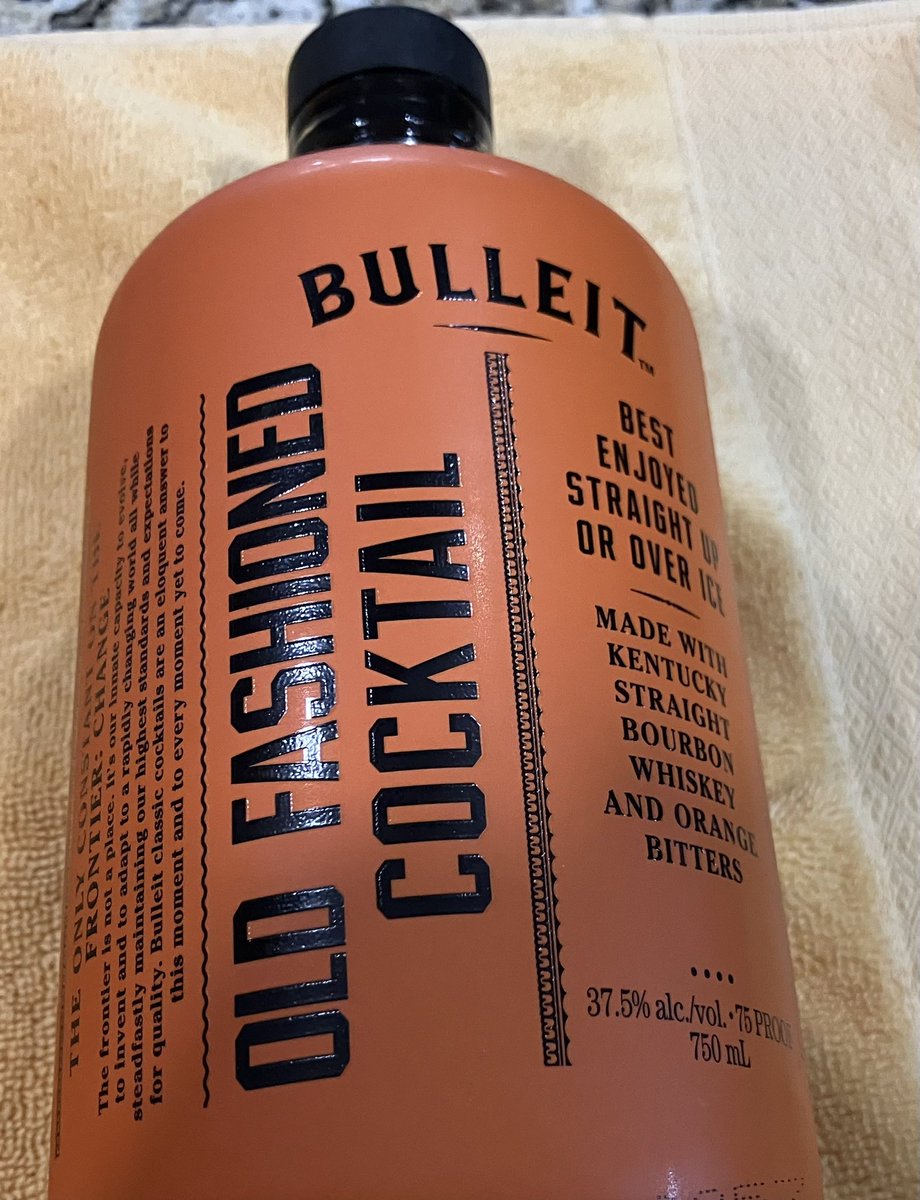 BULLEIT™
OLD FASHIONED
COCKTAIL
BEST
ENJOYED
STRAIGHT UP
OR OVER ICE
MADE WITH
KENTUCKY
STRAIGHT
BOURBON
WHISKEY
AND ORANGE
BITTERS
37.5% alc./vol. • 75 PROOF
750 mL
THE ONLY CONSTANT ON THE
FRONTIER: CHANGE
The frontier is not a place. it's our innate capacity to evolve,
to invent and to adapt to a rapidly changing world all while
steadfastly maintaining our highest standards and expectations
for quality. Bulleit classic cocktails are an eloquent answer to
this moment and to every moment yet to come.